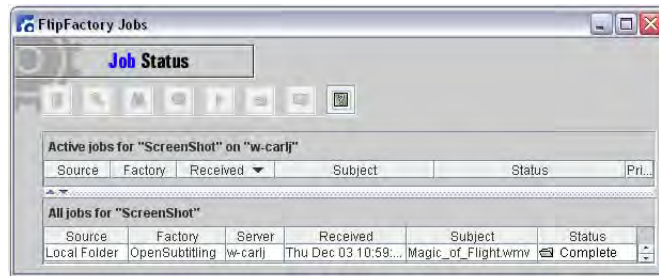 FlipFactory Jobs
Job Status
Active jobs for "ScreenShot" on "w-carlj"
Source Factory Received Subject Status Pri...
All jobs for "ScreenShot"
Source Factory Server Received Subject Status
Local Folder OpenSubtitling w-carlj Thu Dec 03 10:59:... Magic_of_Flight.wmv Complete